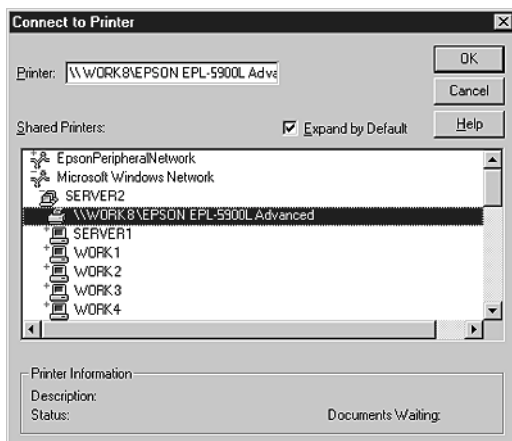 Connect to Printer
OK
Printer: \\WORK8\EPSON EPL-5900L Adva
Cancel
Shared Printers:
Expand by Default
Help
EpsonPeripheralNetwork
Microsoft Windows Network
SERVER2
\\WORK8\EPSON EPL-5900L Advanced
SERVER1
WORK1
WORK2
WORK3
WORK4
Printer Information
Description:
Status:
Documents Waiting: